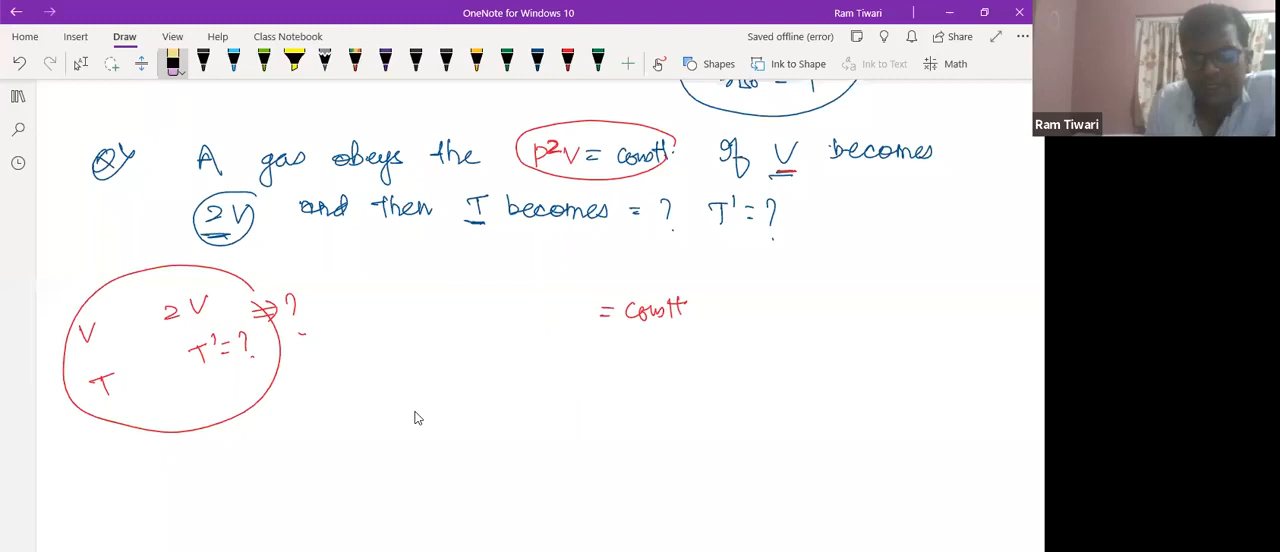 OneNote for Windows 10
Ram Tiwari
Home Insert Draw View Help Class Notebook
Saved offline (error) Share
Shapes Ink to Shape Ink to Text Math
Ram Tiwari
Q> A gas obeys the P²V = constt. If V becomes
2V and then T becomes = ? T' = ?
V 2V ⇒ ?
T T' = ?
= constt